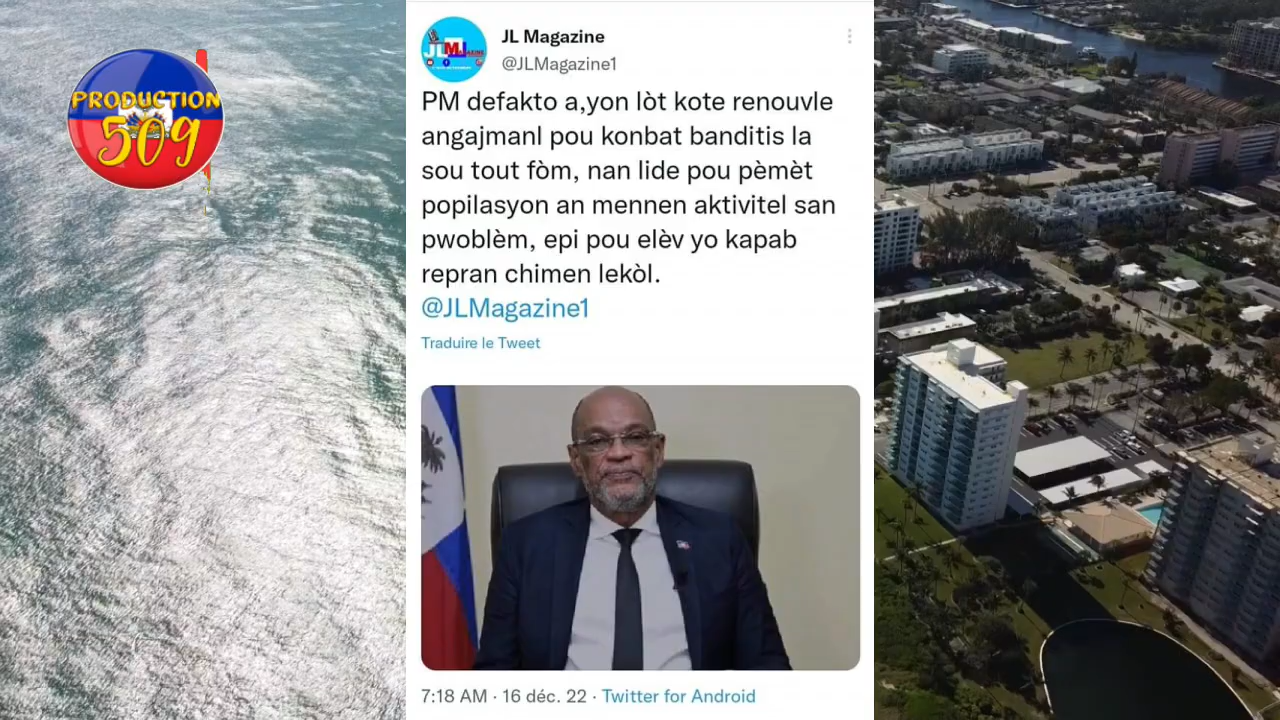 PRODUCTION
509
JL Magazine
@JLMagazine1
PM defakto a,yon lòt kote renouvle
angajmanl pou konbat banditis la
sou tout fòm, nan lide pou pèmèt
popilasyon an mennen aktivitel san
pwoblèm, epi pou elèv yo kapab
repran chimen lekòl.
@JLMagazine1
Traduire le Tweet
7:18 AM · 16 déc. 22 · Twitter for Android